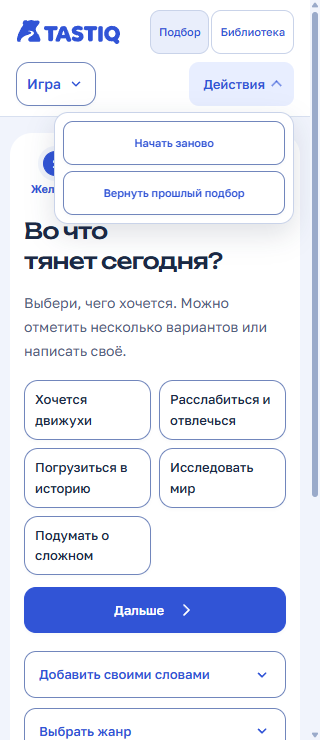 TASTIQ
Подбор
Библиотека
Игра
Действия
Начать заново
Вернуть прошлый подбор
Во что
тянет сегодня?
Выбери, чего хочется. Можно
отметить несколько вариантов или
написать своё.
Хочется
движухи
Расслабиться и
отвлечься
Погрузиться в
историю
Исследовать
мир
Подумать о
сложном
Дальше
Добавить своими словами
Выбрать жанр